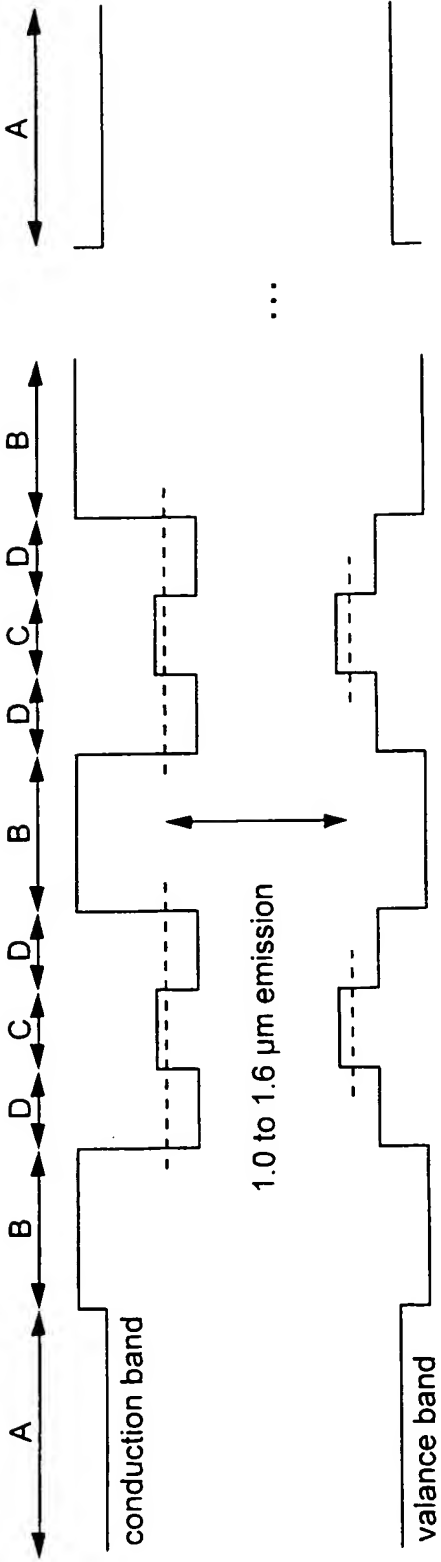 A B D C D B D C D B A
conduction band
1.0 to 1.6 µm emission
...
valance band